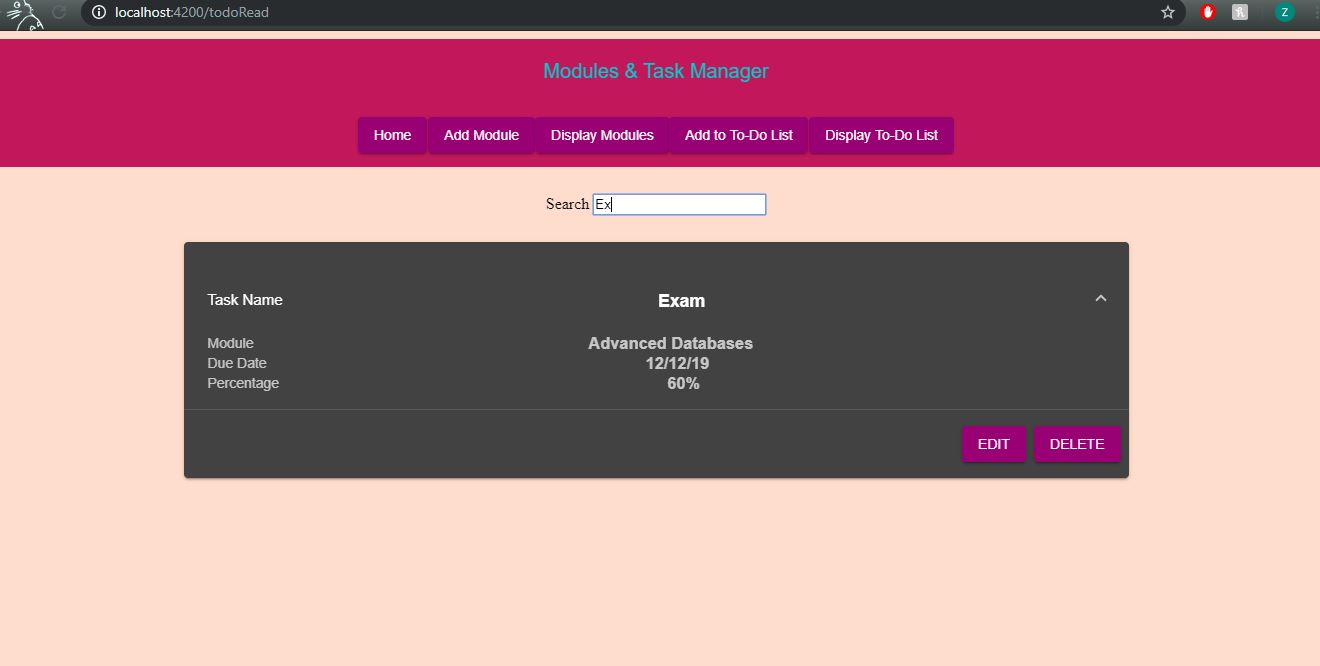 localhost:4200/todoRead
Z
Modules & Task Manager
Home Add Module Display Modules Add to To-Do List Display To-Do List
Search Ex
Task Name Exam
Module Advanced Databases
Due Date 12/12/19
Percentage 60%
EDIT DELETE